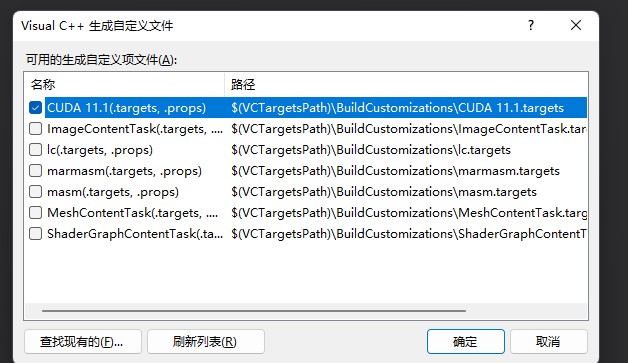 Visual C++ 生成自定义文件
?
可用的生成自定义项文件(A):
名称 路径
CUDA 11.1(.targets, .props) $(VCTargetsPath)\BuildCustomizations\CUDA 11.1.targets
ImageContentTask(.targets, .... $(VCTargetsPath)\BuildCustomizations\ImageContentTask.tar
lc(.targets, .props) $(VCTargetsPath)\BuildCustomizations\lc.targets
marmasm(.targets, .props) $(VCTargetsPath)\BuildCustomizations\marmasm.targets
masm(.targets, .props) $(VCTargetsPath)\BuildCustomizations\masm.targets
MeshContentTask(.targets, .... $(VCTargetsPath)\BuildCustomizations\MeshContentTask.targ
ShaderGraphContentTask(.ta... $(VCTargetsPath)\BuildCustomizations\ShaderGraphContentT
查找现有的(F)... 刷新列表(R) 确定 取消